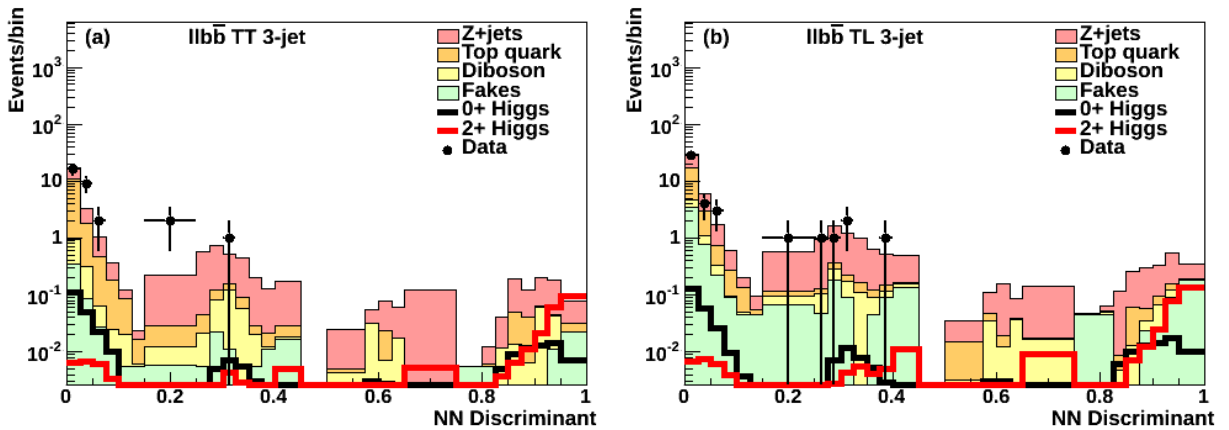 (a) llbb̅ TT 3-jet
Z+jets
Top quark
Diboson
Fakes
0+ Higgs
2+ Higgs
Data
Events/bin
10³
10²
10
1
10⁻¹
10⁻²
0 0.2 0.4 0.6 0.8 1
NN Discriminant
(b) llbb̅ TL 3-jet
Z+jets
Top quark
Diboson
Fakes
0+ Higgs
2+ Higgs
Data
Events/bin
10³
10²
10
1
10⁻¹
10⁻²
0 0.2 0.4 0.6 0.8 1
NN Discriminant